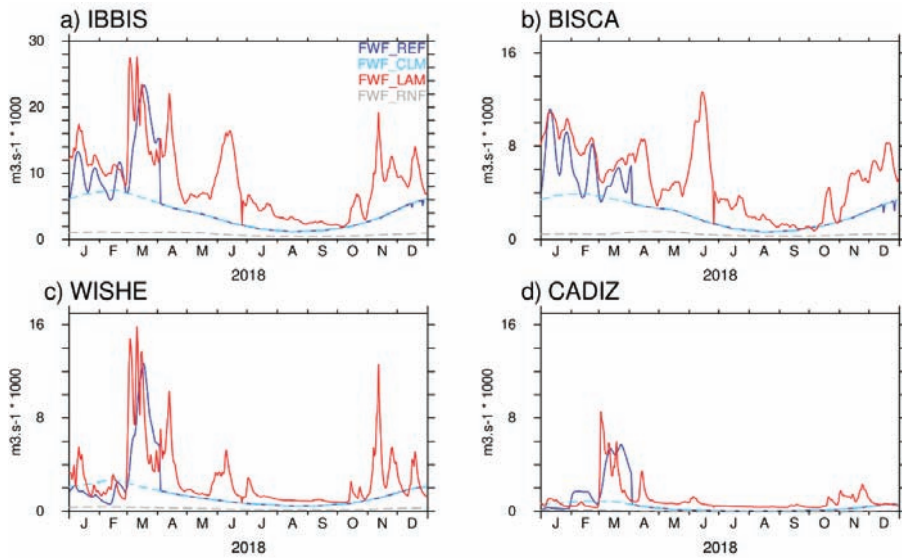 a) IBBIS
b) BISCA
30
20
10
0
m3.s-1 * 1000
FWF_REF
FWF_CLM
FWF_LAM
FWF_RNF
J F M A M J J A S O N D
2018
16
8
0
m3.s-1 * 1000
J F M A M J J A S O N D
2018
c) WISHE
d) CADIZ
16
8
0
m3.s-1 * 1000
J F M A M J J A S O N D
2018
16
8
0
m3.s-1 * 1000
J F M A M J J A S O N D
2018